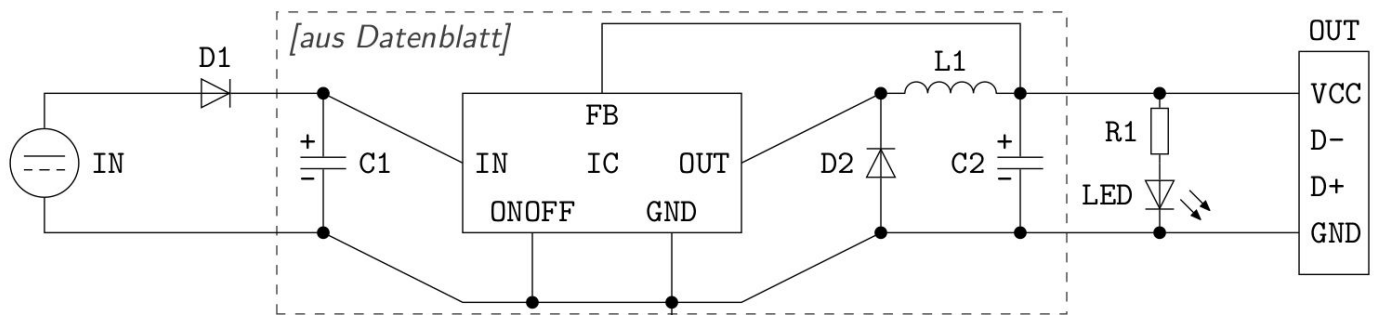 [aus Datenblatt]
OUT
D1
L1
FB
VCC
+
+
R1
D-
IN
C1
IN
IC
OUT
D2
C2
-
-
D+
LED
ONOFF
GND
GND